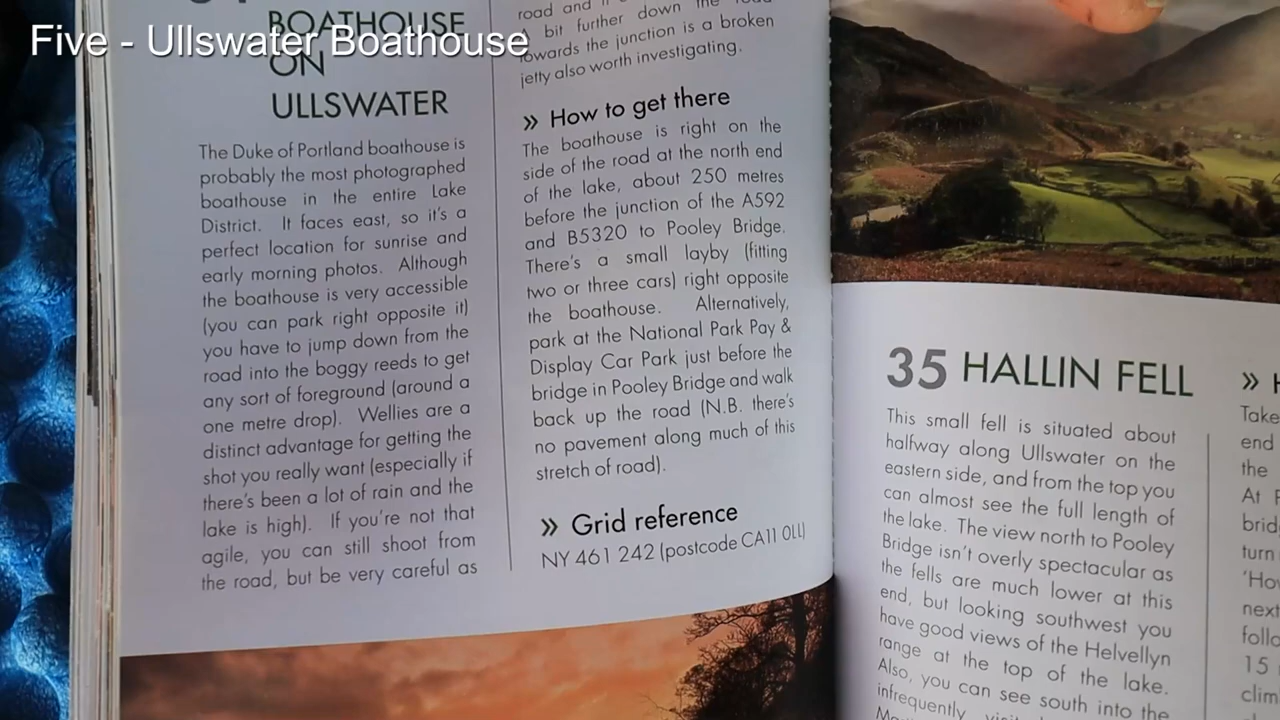 Five - Ullswater Boathouse
BOATHOUSE
ON
ULLSWATER
The Duke of Portland boathouse is
probably the most photographed
boathouse in the entire Lake
District. It faces east, so it's a
perfect location for sunrise and
early morning photos. Although
the boathouse is very accessible
(you can park right opposite it)
you have to jump down from the
road into the boggy reeds to get
any sort of foreground (around a
one metre drop). Wellies are a
distinct advantage for getting the
shot you really want (especially if
there's been a lot of rain and the
lake is high). If you're not that
agile, you can still shoot from
the road, but be very careful as
road and
bit further down the road
towards the junction is a broken
jetty also worth investigating.
» How to get there
The boathouse is right on the
side of the road at the north end
of the lake, about 250 metres
before the junction of the A592
and B5320 to Pooley Bridge.
There's a small layby (fitting
two or three cars) right opposite
the boathouse. Alternatively,
park at the National Park Pay &
Display Car Park just before the
bridge in Pooley Bridge and walk
back up the road (N.B. there's
no pavement along much of this
stretch of road).
» Grid reference
NY 461 242 (postcode CA11 0LL)
35 HALLIN FELL
This small fell is situated about
halfway along Ullswater on the
eastern side, and from the top you
can almost see the full length of
the lake. The view north to Pooley
Bridge isn't overly spectacular as
the fells are much lower at this
end, but looking southwest you
have good views of the Helvellyn
range at the top of the lake.
Also, you can see south into the
infrequently
» H
Take
end
the
At
brid
turn
'Ho
next
follo
15
clim